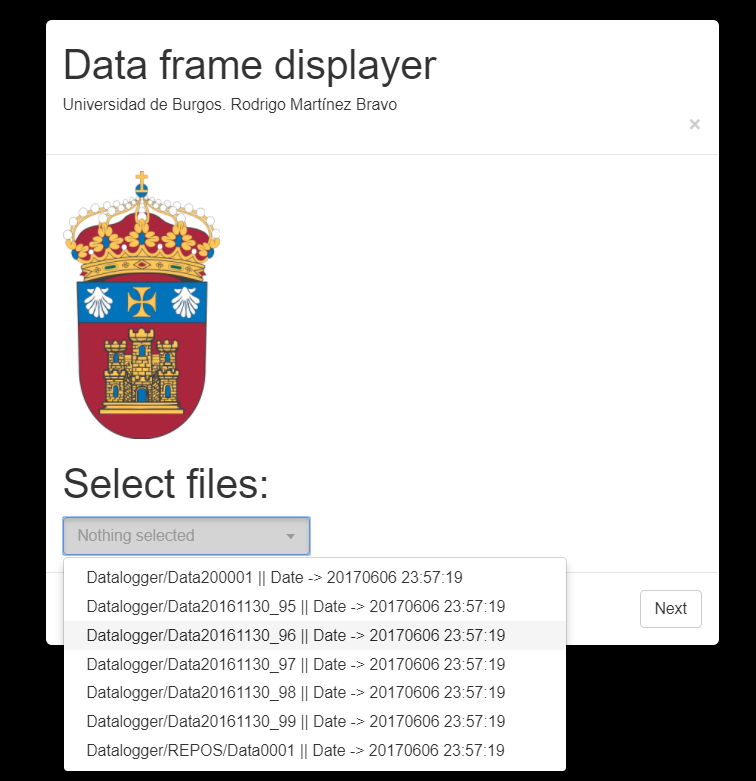 Data frame displayer
Universidad de Burgos. Rodrigo Martínez Bravo
×
Select files:
Nothing selected
Datalogger/Data200001 || Date -> 20170606 23:57:19
Datalogger/Data20161130_95 || Date -> 20170606 23:57:19
Datalogger/Data20161130_96 || Date -> 20170606 23:57:19
Next
Datalogger/Data20161130_97 || Date -> 20170606 23:57:19
Datalogger/Data20161130_98 || Date -> 20170606 23:57:19
Datalogger/Data20161130_99 || Date -> 20170606 23:57:19
Datalogger/REPOS/Data0001 || Date -> 20170606 23:57:19